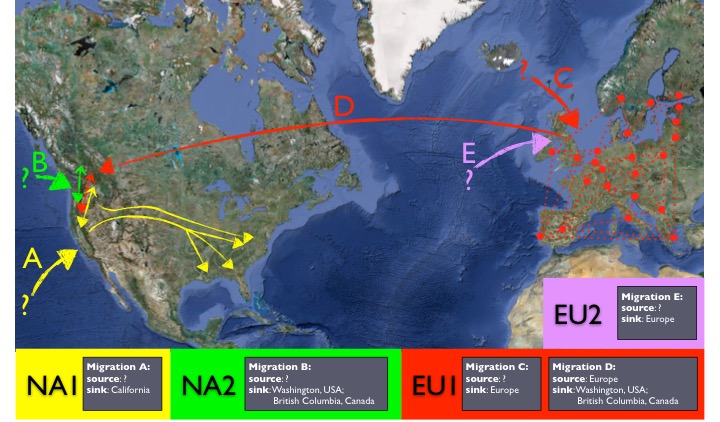 ?
C
D
E
?
B
?
A
?
EU2
Migration E:
source: ?
sink: Europe
NA1
Migration A:
source: ?
sink: California
NA2
Migration B:
source: ?
sink: Washington, USA;
British Columbia, Canada
EU1
Migration C:
source: ?
sink: Europe
Migration D:
source: Europe
sink: Washington, USA;
British Columbia, Canada